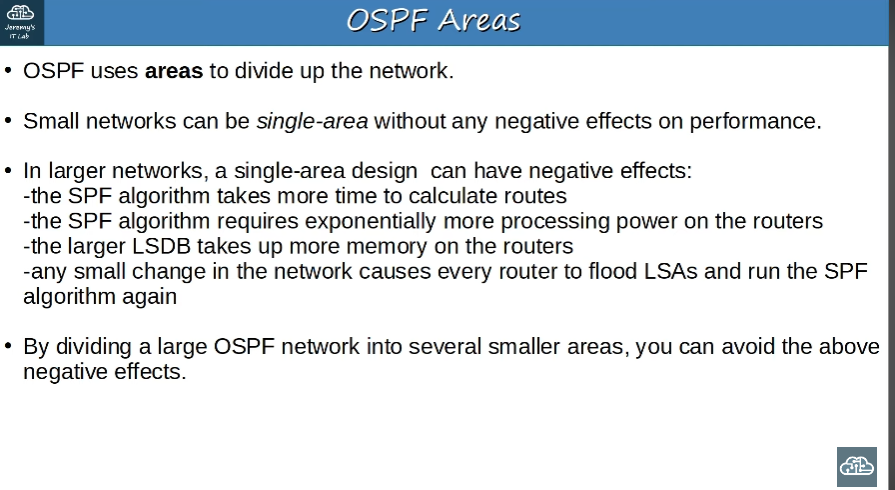 Jeremy's
IT Lab
OSPF Areas
• OSPF uses areas to divide up the network.
• Small networks can be single-area without any negative effects on performance.
• In larger networks, a single-area design  can have negative effects:
-the SPF algorithm takes more time to calculate routes
-the SPF algorithm requires exponentially more processing power on the routers
-the larger LSDB takes up more memory on the routers
-any small change in the network causes every router to flood LSAs and run the SPF
algorithm again
• By dividing a large OSPF network into several smaller areas, you can avoid the above
negative effects.